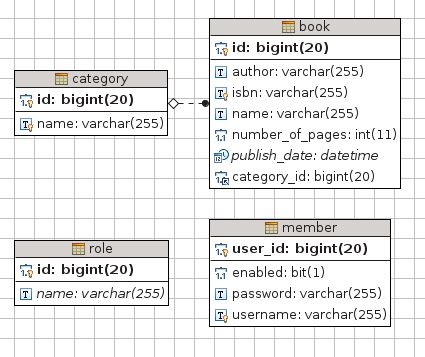 category
id: bigint(20)
name: varchar(255)
book
id: bigint(20)
author: varchar(255)
isbn: varchar(255)
name: varchar(255)
number_of_pages: int(11)
publish_date: datetime
category_id: bigint(20)
role
id: bigint(20)
name: varchar(255)
member
user_id: bigint(20)
enabled: bit(1)
password: varchar(255)
username: varchar(255)